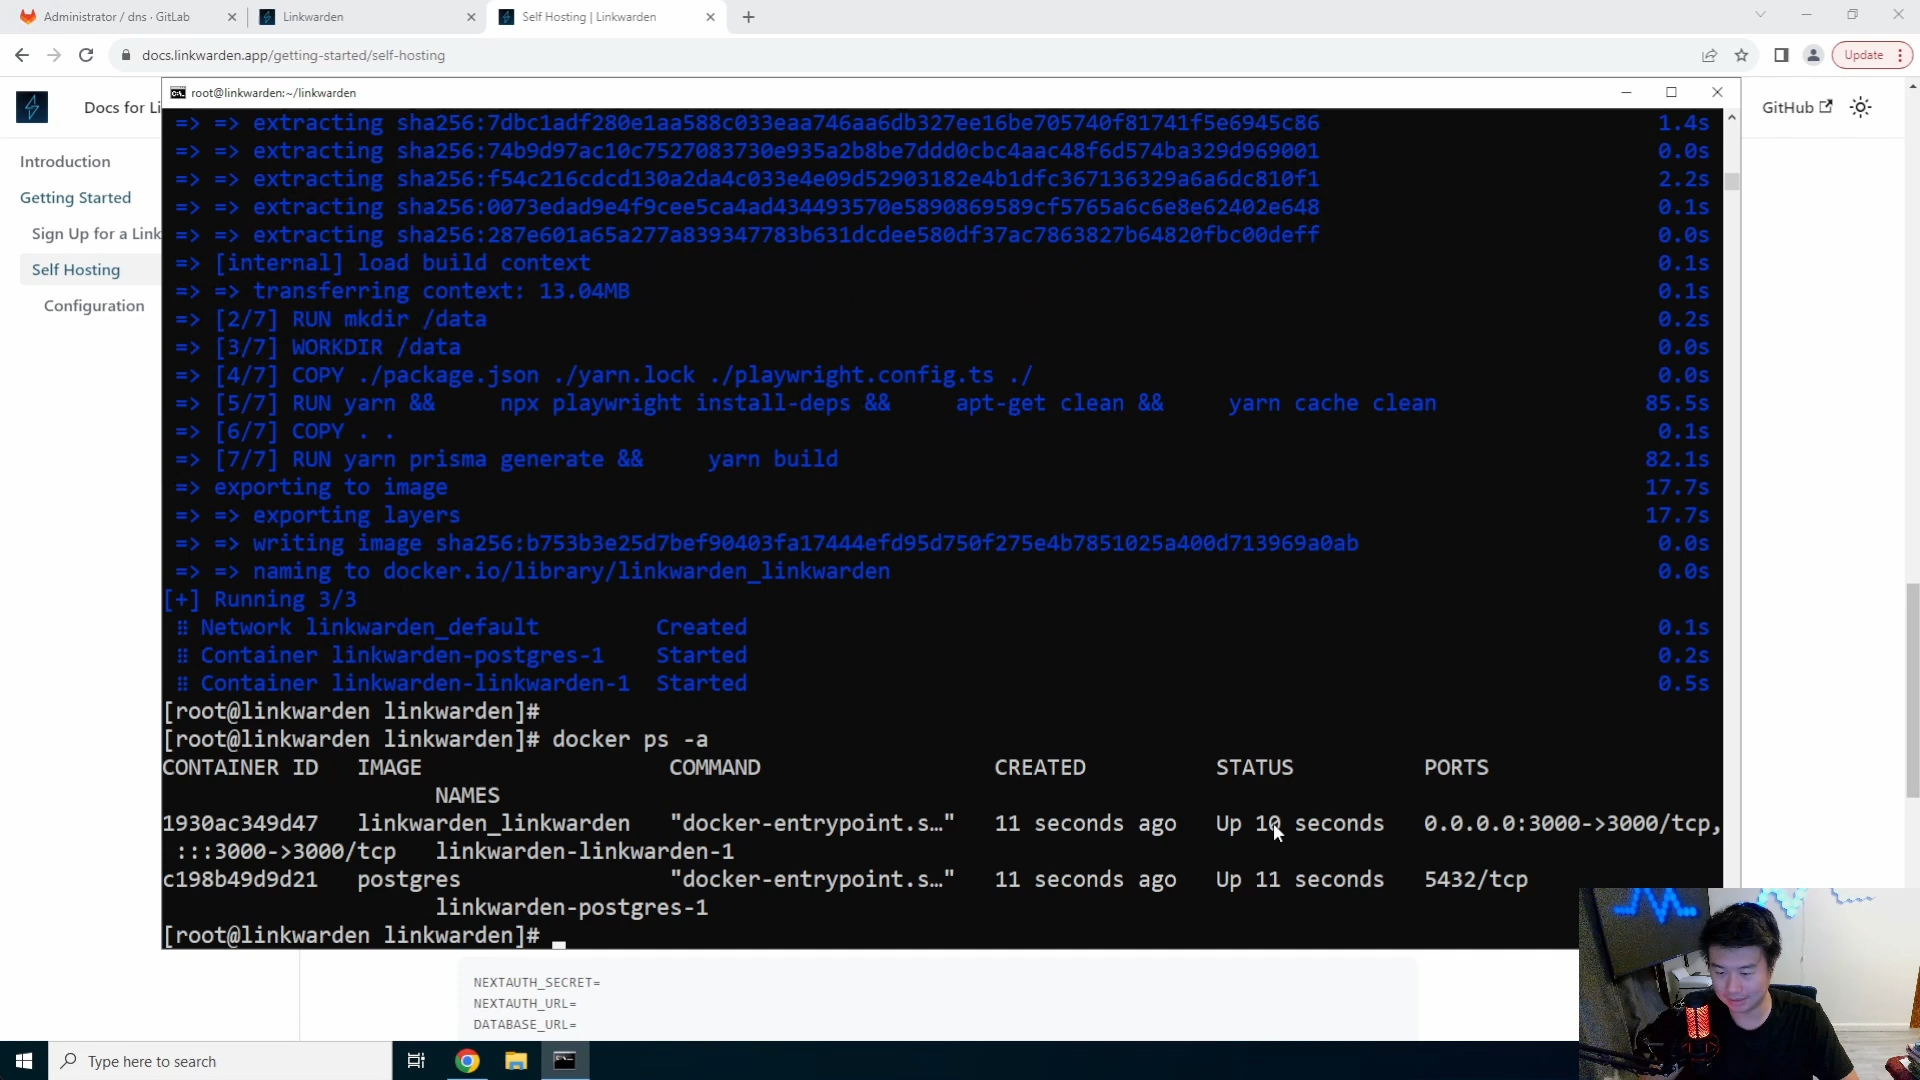 Administrator / dns · GitLab
Linkwarden
Self Hosting | Linkwarden
docs.linkwarden.app/getting-started/self-hosting
Update
root@linkwarden:~/linkwarden
Docs for Li
GitHub
Introduction
Getting Started
Sign Up for a Link
Self Hosting
Configuration
=> => extracting sha256:7dbc1adf280e1aa588c033eaa746aa6db327ee16be705740f81741f5e6945c86 1.4s
=> => extracting sha256:74b9d97ac10c7527083730e935a2b8be7ddd0cbc4aac48f6d574ba329d969001 0.0s
=> => extracting sha256:f54c216cdcd130a2da4c033e4e09d52903182e4b1dfc367136329a6a6dc810f1 2.2s
=> => extracting sha256:0073edad9e4f9cee5ca4ad434493570e5890869589cf5765a6c6e8e62402e648 0.1s
=> => extracting sha256:287e601a65a277a839347783b631dcdee580df37ac7863827b64820fbc00deff 0.0s
=> [internal] load build context 0.1s
=> => transferring context: 13.04MB 0.1s
=> [2/7] RUN mkdir /data 0.2s
=> [3/7] WORKDIR /data 0.0s
=> [4/7] COPY ./package.json ./yarn.lock ./playwright.config.ts ./ 0.0s
=> [5/7] RUN yarn && npx playwright install-deps && apt-get clean && yarn cache clean 85.5s
=> [6/7] COPY . . 0.1s
=> [7/7] RUN yarn prisma generate && yarn build 82.1s
=> exporting to image 17.7s
=> => exporting layers 17.7s
=> => writing image sha256:b753b3e25d7bef90403fa17444efd95d750f275e4b7851025a400d713969a0ab 0.0s
=> => naming to docker.io/library/linkwarden_linkwarden 0.0s
[+] Running 3/3
⠿ Network linkwarden_default Created 0.1s
⠿ Container linkwarden-postgres-1 Started 0.2s
⠿ Container linkwarden-linkwarden-1 Started 0.5s
[root@linkwarden linkwarden]#
[root@linkwarden linkwarden]# docker ps -a
CONTAINER ID IMAGE COMMAND CREATED STATUS PORTS
NAMES
1930ac349d47 linkwarden_linkwarden "docker-entrypoint.s…" 11 seconds ago Up 10 seconds 0.0.0.0:3000->3000/tcp,
:::3000->3000/tcp linkwarden-linkwarden-1
c198b49d9d21 postgres "docker-entrypoint.s…" 11 seconds ago Up 11 seconds 5432/tcp
linkwarden-postgres-1
[root@linkwarden linkwarden]#
NEXTAUTH_SECRET=
NEXTAUTH_URL=
DATABASE_URL=
Type here to search